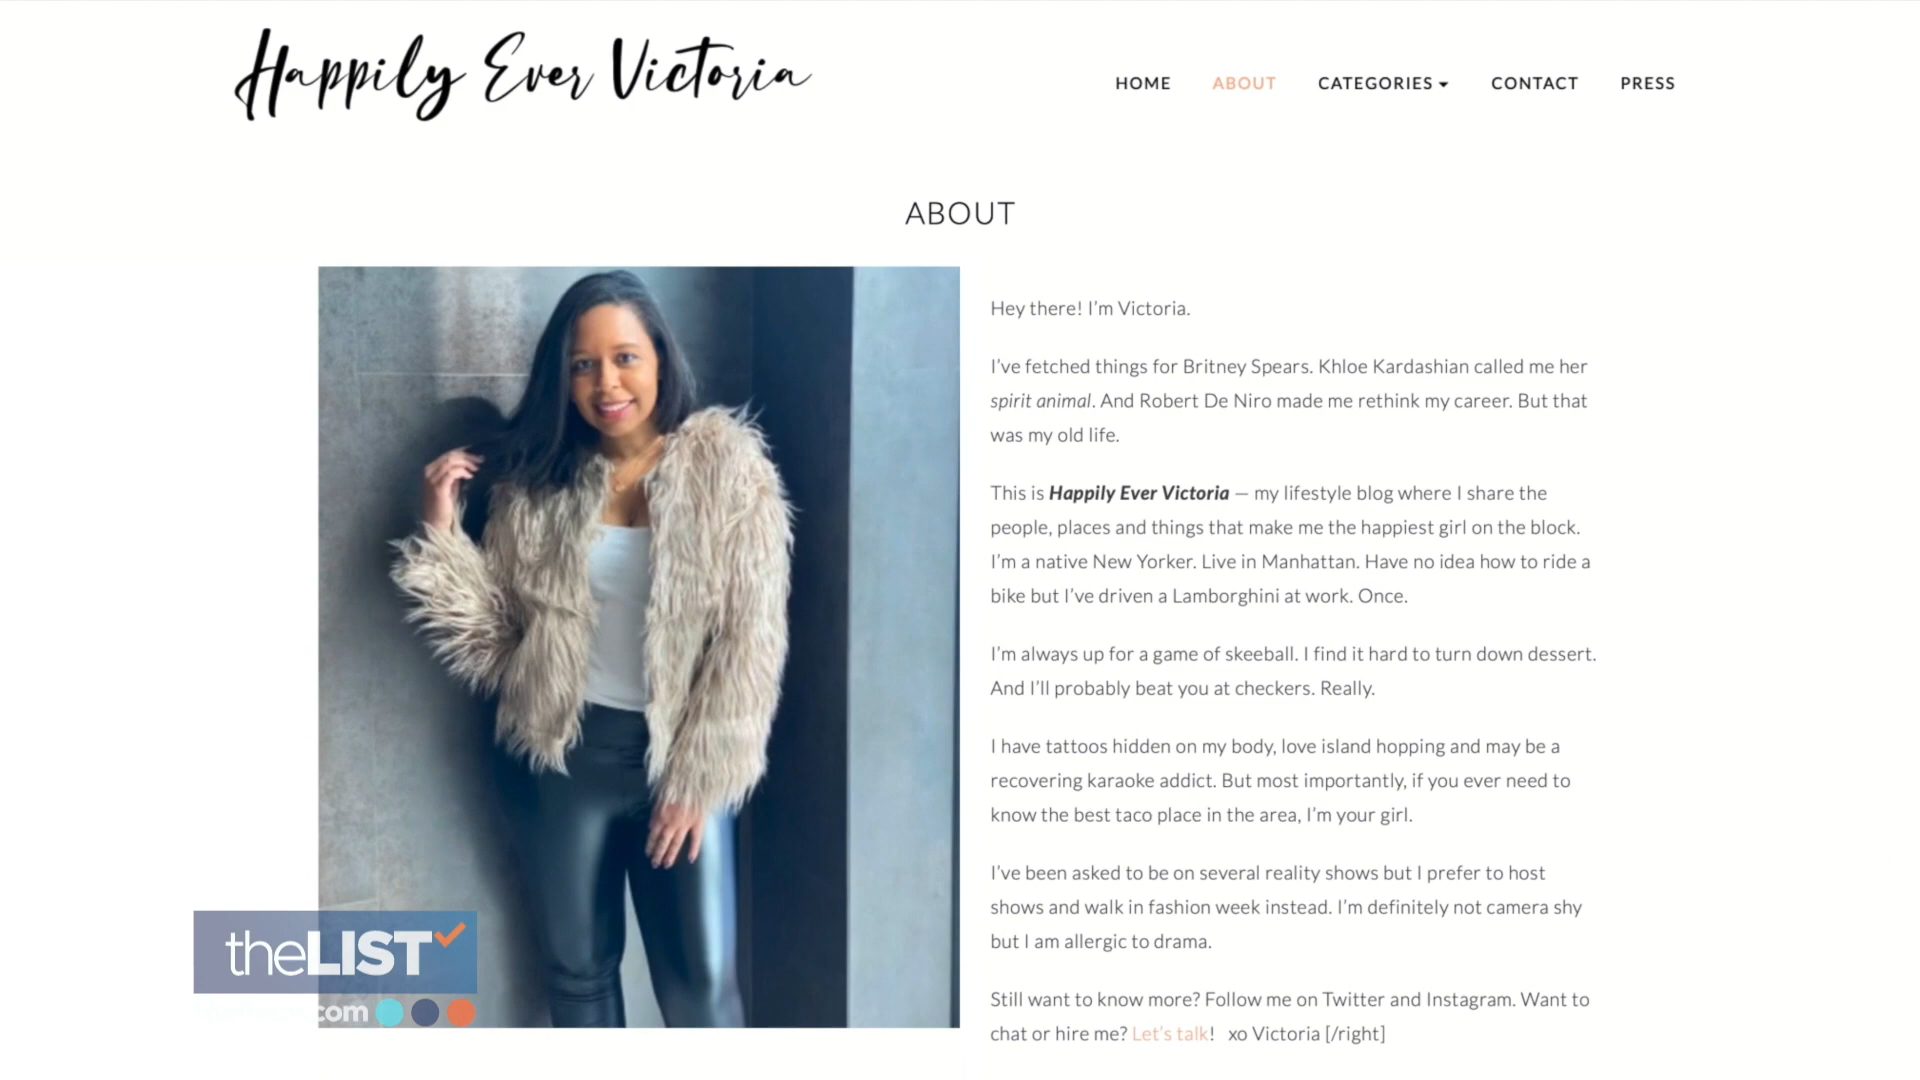 Happily Ever Victoria
HOME ABOUT CATEGORIES CONTACT PRESS
ABOUT
Hey there! I'm Victoria.
I've fetched things for Britney Spears. Khloe Kardashian called me her
spirit animal. And Robert De Niro made me rethink my career. But that
was my old life.
This is Happily Ever Victoria — my lifestyle blog where I share the
people, places and things that make me the happiest girl on the block.
I'm a native New Yorker. Live in Manhattan. Have no idea how to ride a
bike but I've driven a Lamborghini at work. Once.
I'm always up for a game of skeeball. I find it hard to turn down dessert.
And I'll probably beat you at checkers. Really.
I have tattoos hidden on my body, love island hopping and may be a
recovering karaoke addict. But most importantly, if you ever need to
know the best taco place in the area, I'm your girl.
I've been asked to be on several reality shows but I prefer to host
shows and walk in fashion week instead. I'm definitely not camera shy
but I am allergic to drama.
Still want to know more? Follow me on Twitter and Instagram. Want to
chat or hire me? Let's talk! xo Victoria [/right]
theLIST
.com